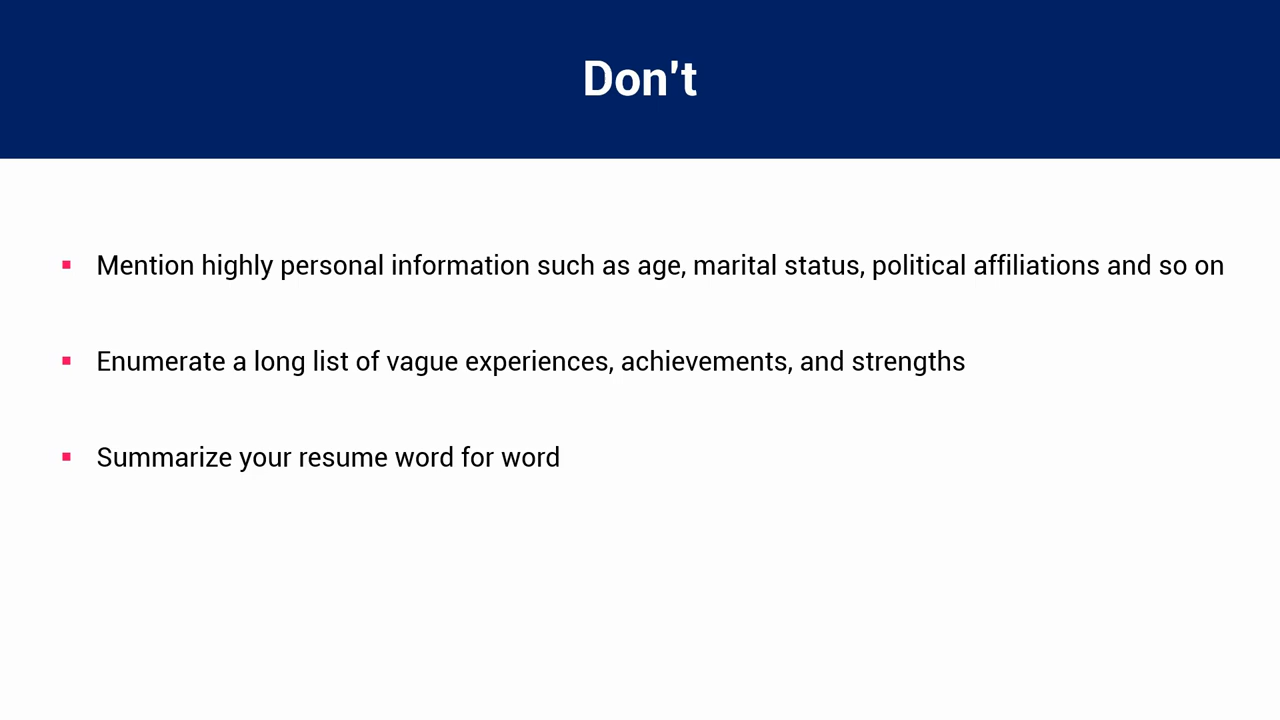 Don't
Mention highly personal information such as age, marital status, political affiliations and so on
Enumerate a long list of vague experiences, achievements, and strengths
Summarize your resume word for word